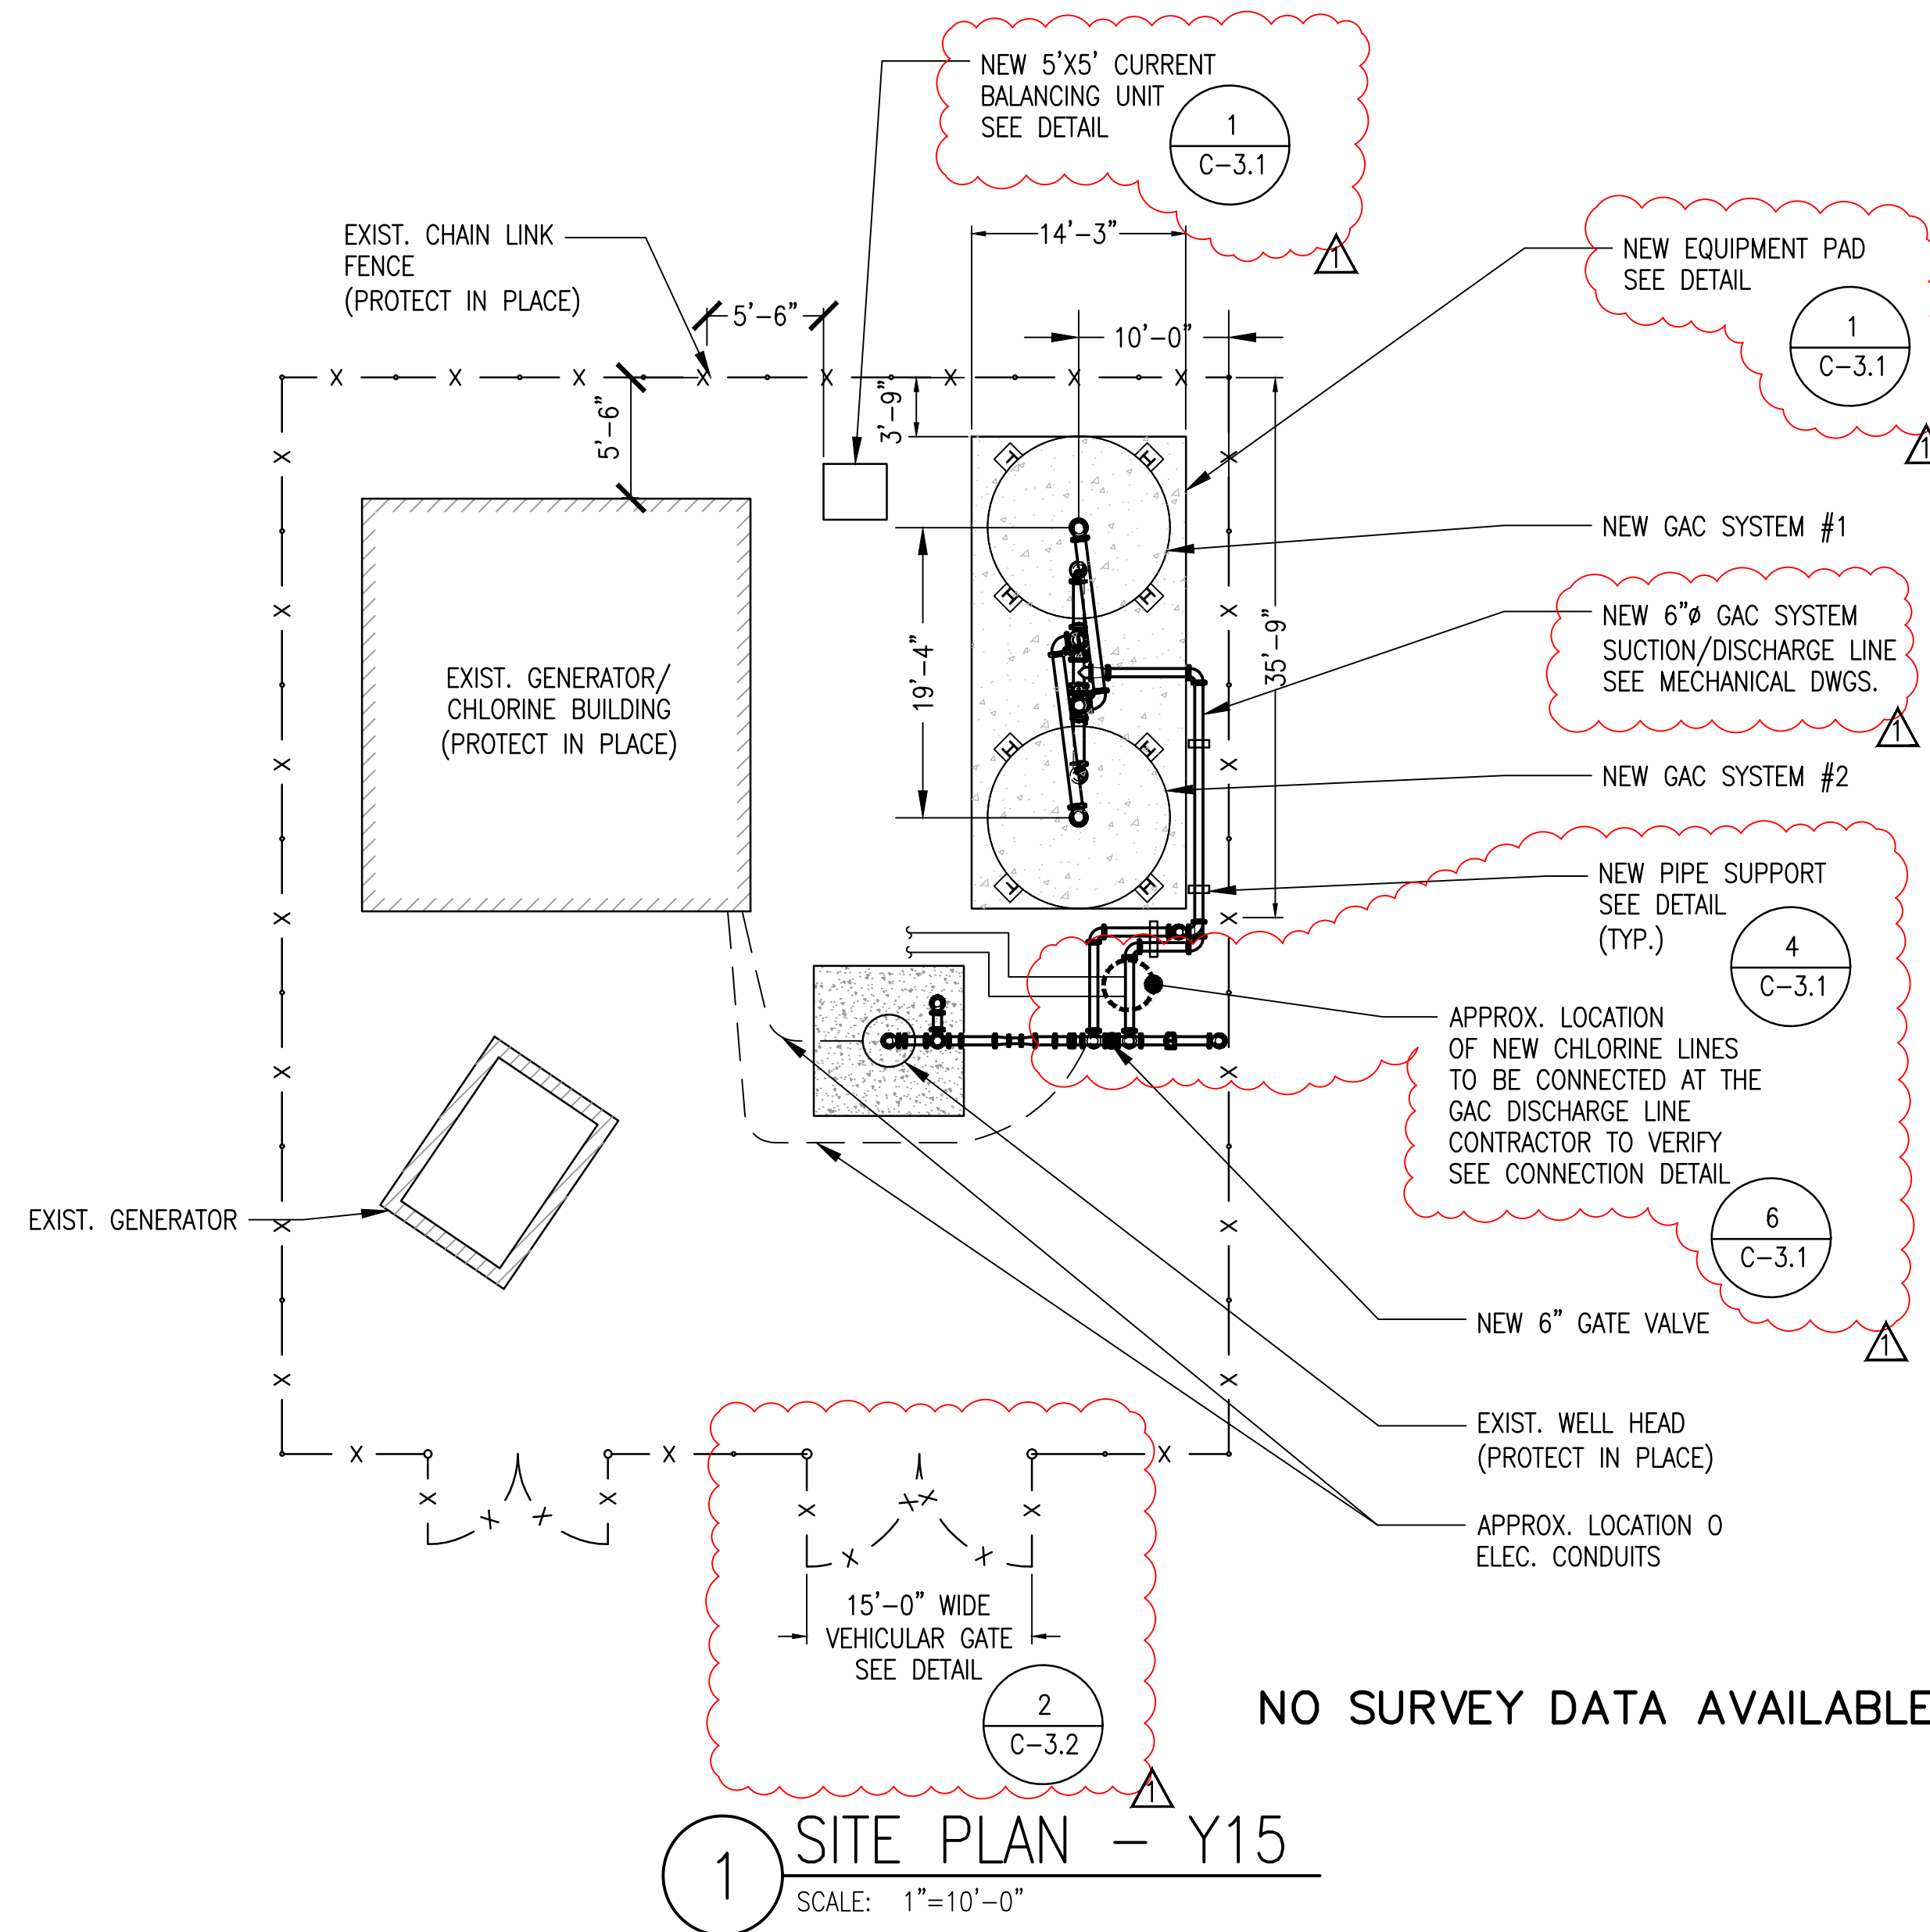 NEW 5'X5' CURRENT
BALANCING UNIT
SEE DETAIL
1
C-3.1
1
EXIST. CHAIN LINK
FENCE
(PROTECT IN PLACE)
14'-3"
5'-6"
10'-0"
NEW EQUIPMENT PAD
SEE DETAIL
1
C-3.1
1
5'-6"
3'-9"
NEW GAC SYSTEM #1
NEW 6"ø GAC SYSTEM
SUCTION/DISCHARGE LINE
SEE MECHANICAL DWGS.
1
19'-4"
35'-9"
EXIST. GENERATOR/
CHLORINE BUILDING
(PROTECT IN PLACE)
NEW GAC SYSTEM #2
NEW PIPE SUPPORT
SEE DETAIL
(TYP.)
4
C-3.1
APPROX. LOCATION
OF NEW CHLORINE LINES
TO BE CONNECTED AT THE
GAC DISCHARGE LINE
CONTRACTOR TO VERIFY
SEE CONNECTION DETAIL
6
C-3.1
1
EXIST. GENERATOR
NEW 6" GATE VALVE
EXIST. WELL HEAD
(PROTECT IN PLACE)
APPROX. LOCATION O
ELEC. CONDUITS
15'-0" WIDE
VEHICULAR GATE
SEE DETAIL
2
C-3.2
1
NO SURVEY DATA AVAILABLE
1
SITE PLAN - Y15
SCALE: 1"=10'-0"